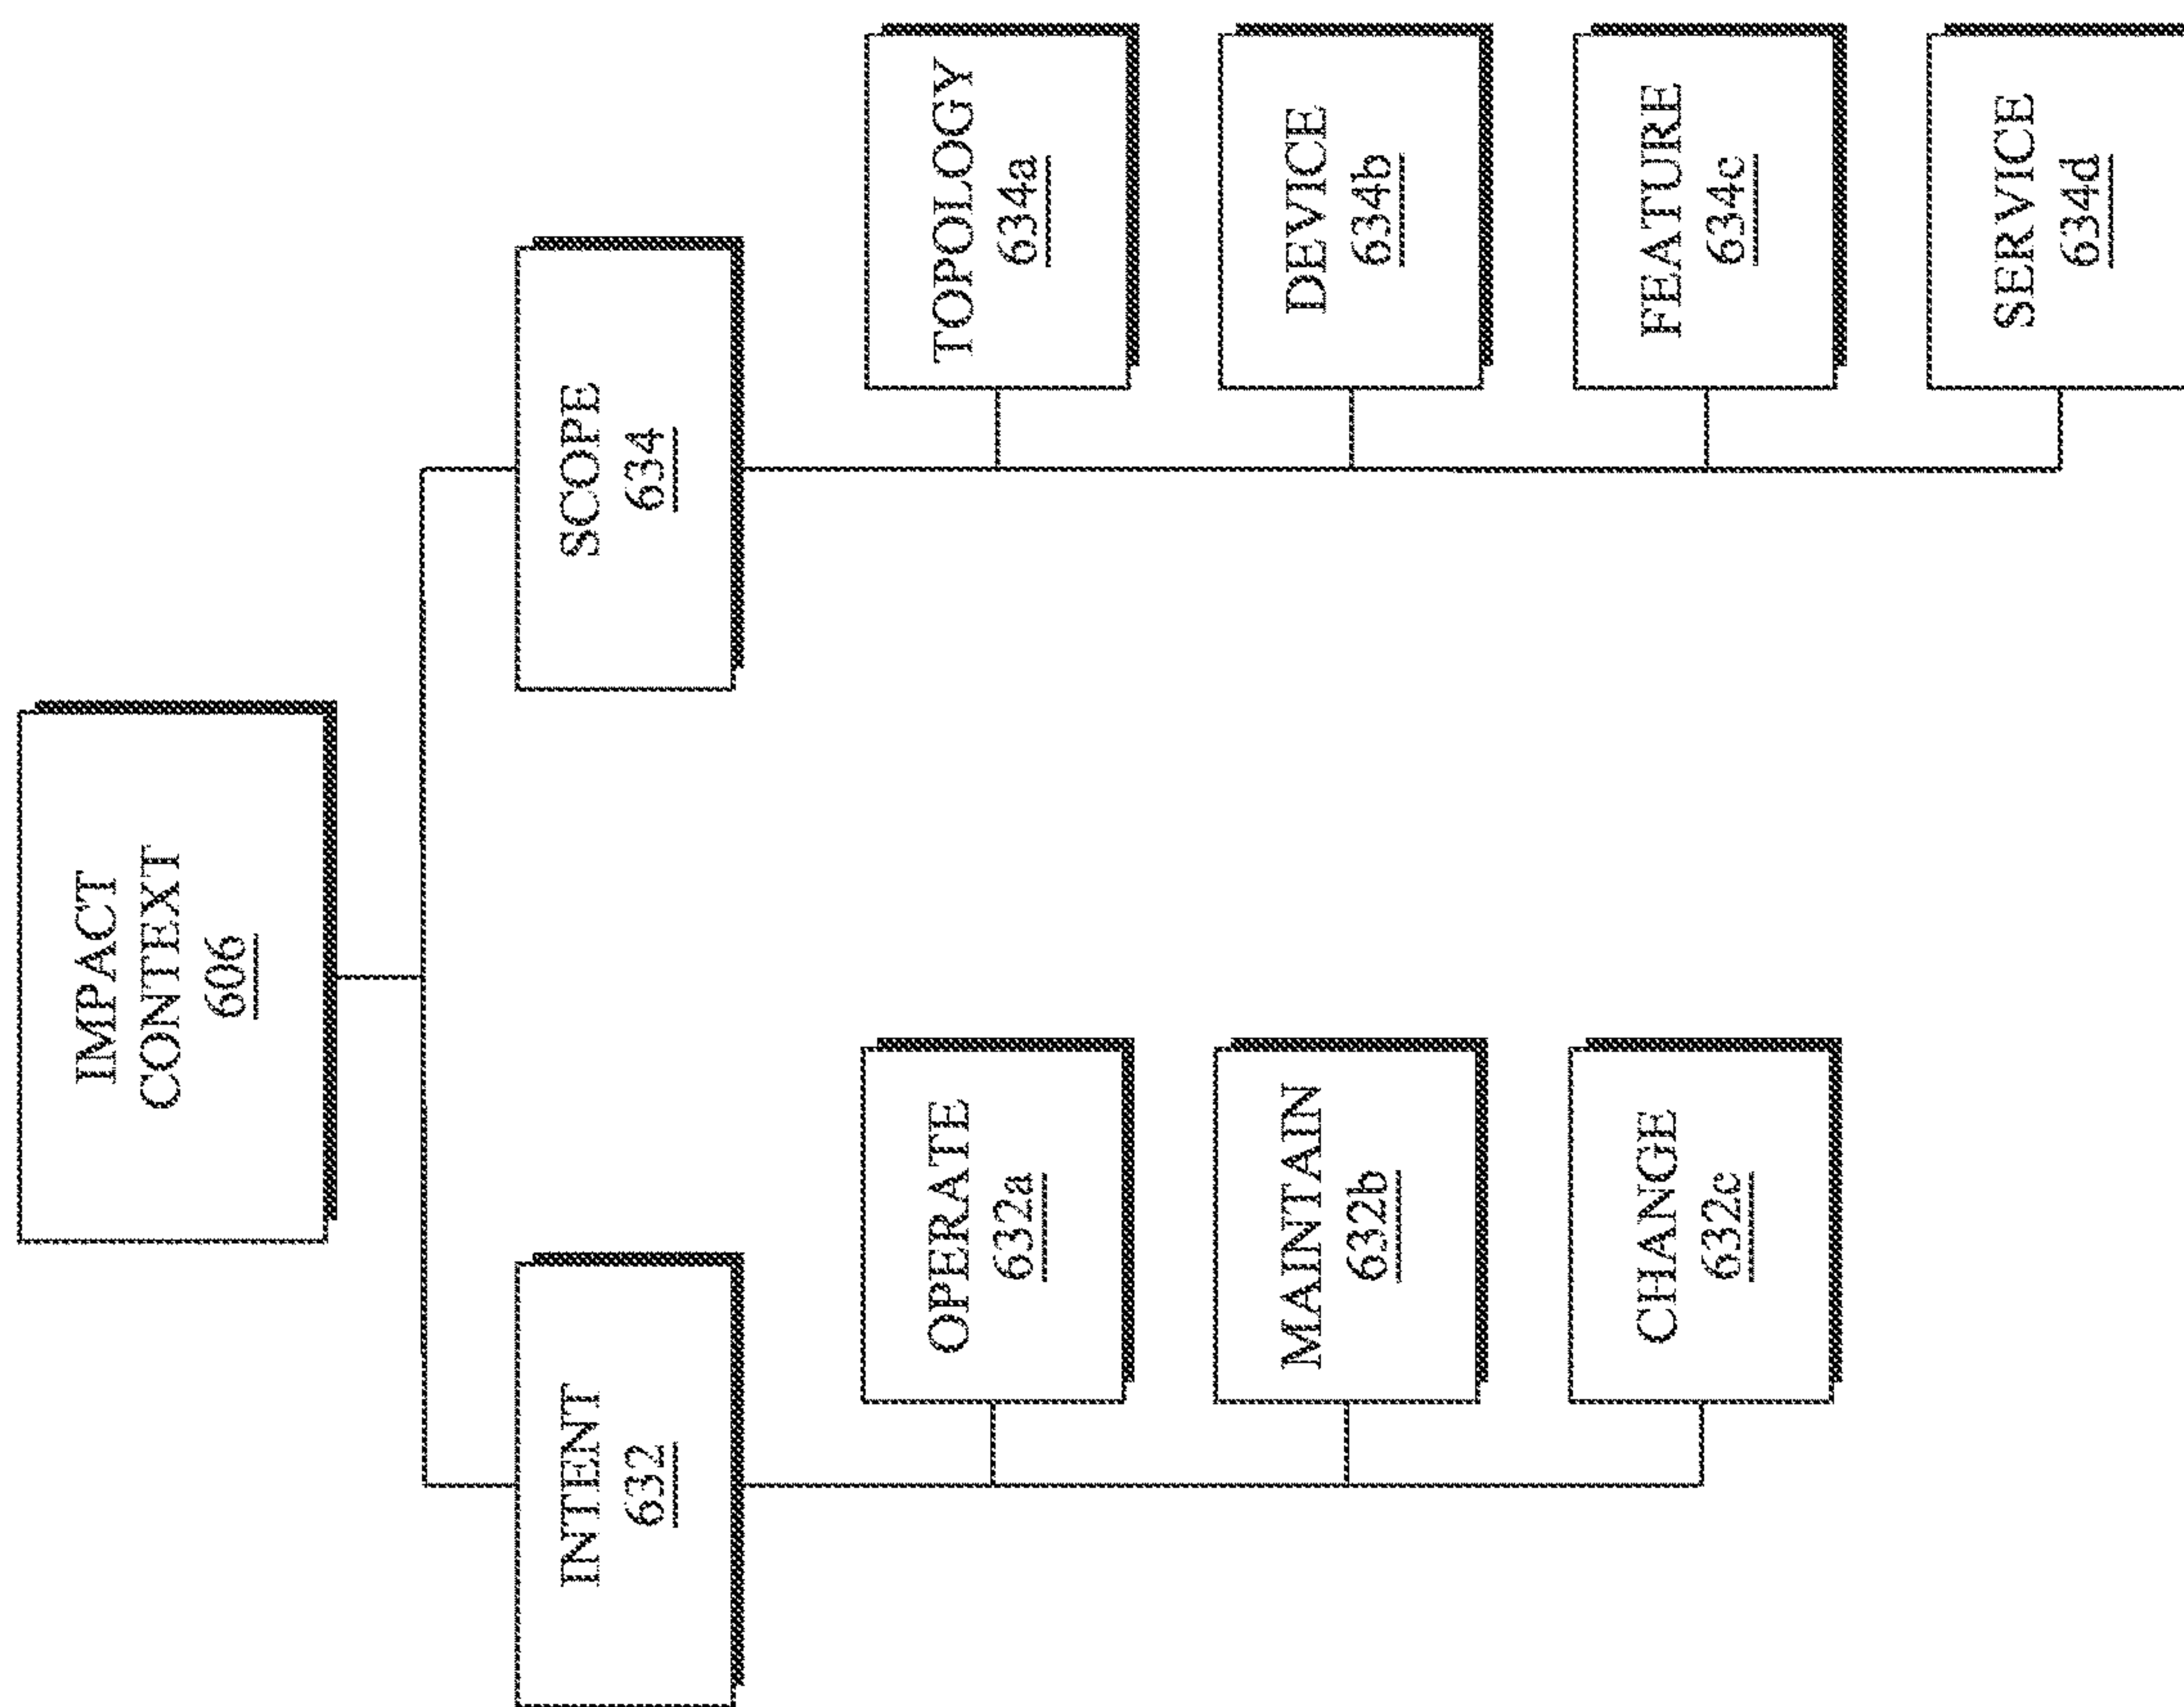 IMPACT
CONTEXT
606
INTENT
632
OPERATE
632a
MAINTAIN
632b
CHANGE
632c
SCOPE
634
TOPOLOGY
634a
DEVICE
634b
FEATURE
634c
SERVICE
634d